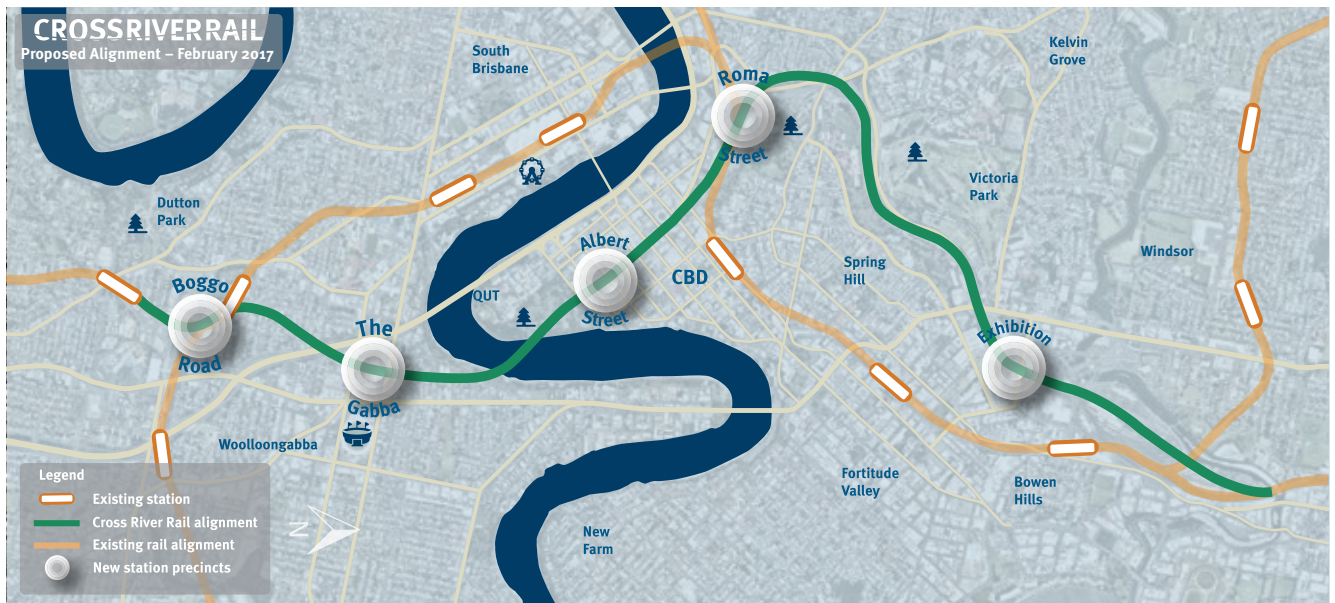 CROSSRIVERRAIL
Proposed Alignment – February 2017
South
Brisbane
Kelvin
Grove
Roma
Street
Victoria
Park
Dutton
Park
Windsor
Albert
Street
CBD
Spring
Hill
Boggo
Road
QUT
The
Gabba
Exhibition
Woolloongabba
Fortitude
Valley
Bowen
Hills
New
Farm
N
Legend
Existing station
Cross River Rail alignment
Existing rail alignment
New station precincts